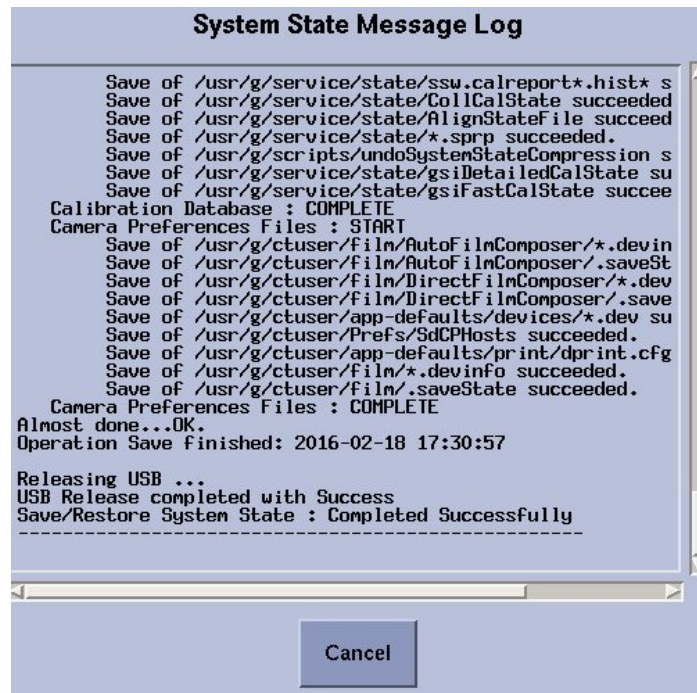 System State Message Log
Save of /usr/g/service/state/ssw.calreport*.hist* s
Save of /usr/g/service/state/CollCalState succeeded
Save of /usr/g/service/state/AlignStateFile succeed
Save of /usr/g/service/state/*.sprp succeeded.
Save of /usr/g/scripts/undoSystemStateCompression s
Save of /usr/g/service/state/gsiDetailedCalState su
Save of /usr/g/service/state/gsiFastCalState succee
Calibration Database : COMPLETE
Camera Preferences Files : START
Save of /usr/g/ctuser/film/AutoFilmComposer/*.devin
Save of /usr/g/ctuser/film/AutoFilmComposer/.saveSt
Save of /usr/g/ctuser/film/DirectFilmComposer/*.dev
Save of /usr/g/ctuser/film/DirectFilmComposer/.save
Save of /usr/g/ctuser/app-defaults/devices/*.dev su
Save of /usr/g/ctuser/Prefs/SdCPHosts succeeded.
Save of /usr/g/ctuser/app-defaults/print/dprint.cfg
Save of /usr/g/ctuser/film/*.devinfo succeeded.
Save of /usr/g/ctuser/film/.saveState succeeded.
Camera Preferences Files : COMPLETE
Almost done...OK.
Operation Save finished: 2016-02-18 17:30:57
Releasing USB ...
USB Release completed with Success
Save/Restore System State : Completed Successfully
---------------------------------------------------
Cancel